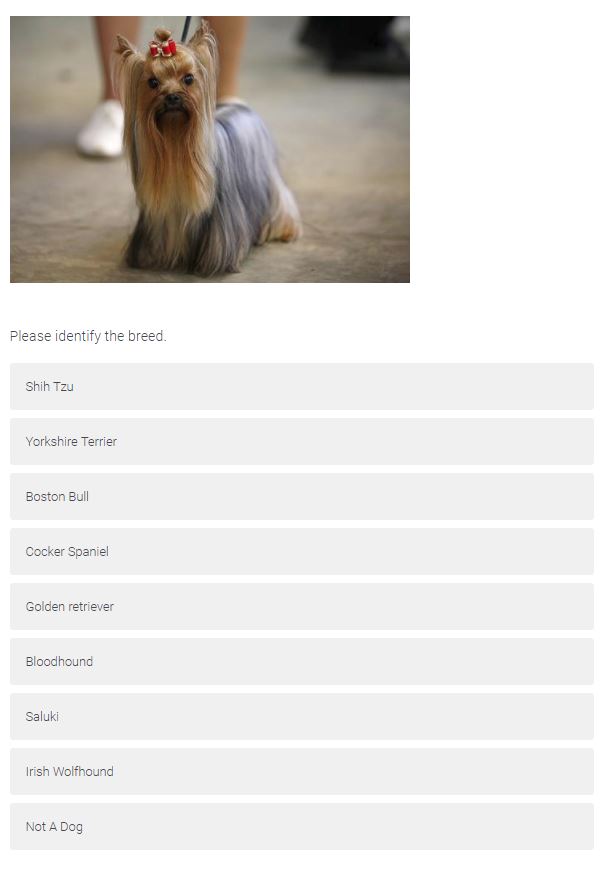 Please identify the breed.
Shih Tzu
Yorkshire Terrier
Boston Bull
Cocker Spaniel
Golden retriever
Bloodhound
Saluki
Irish Wolfhound
Not A Dog